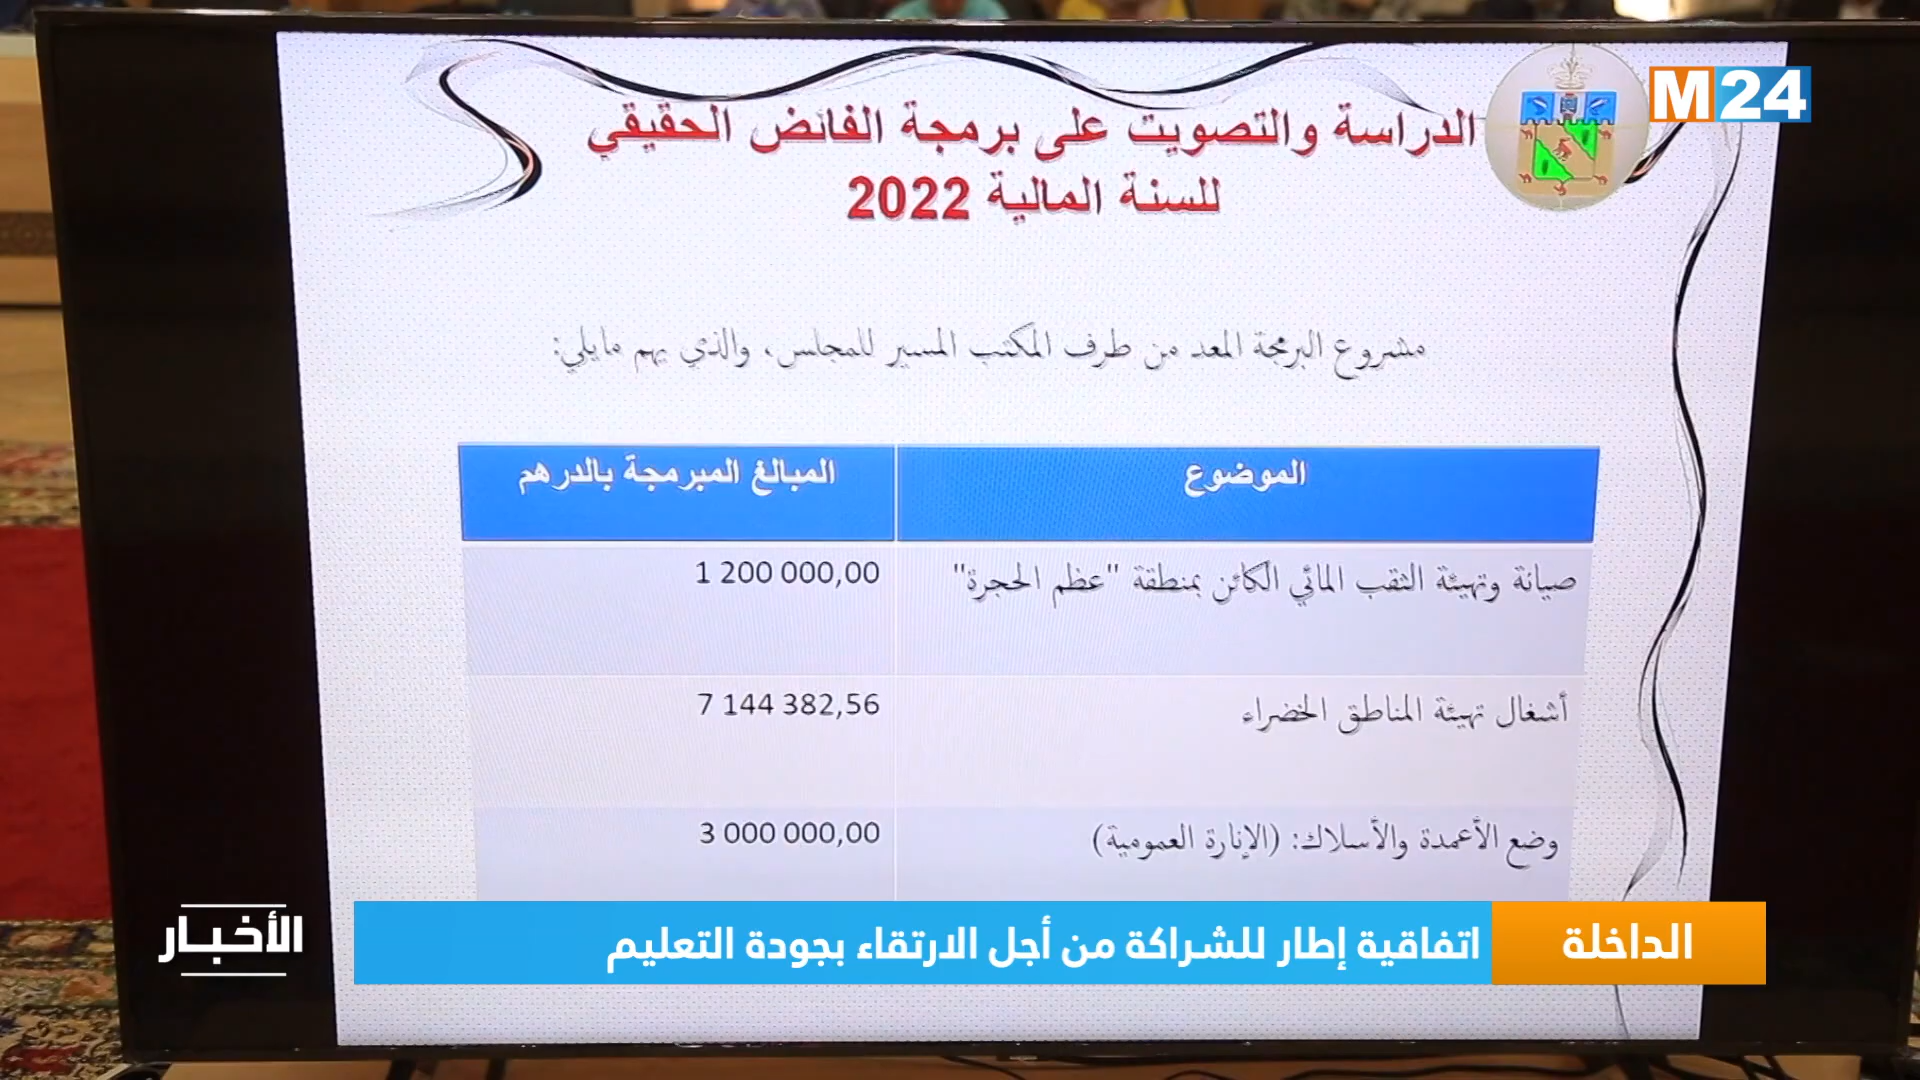 M24
الدراسة والتصويت على برمجة الفائض الحقيقي
للسنة المالية 2022
مشروع البرمجة المعد من طرف المكتب المسير للمجلس، والذي يهم مايلي:
الموضوع
المبالغ المبرمجة بالدرهم
صيانة وتهيئة الثقب المائي الكائن بمنطقة "عظم الحجرة"
1 200 000,00
أشغال تهيئة المناطق الخضراء
7 144 382,56
وضع الأعمدة والأسلاك: (الإنارة العمومية)
3 000 000,00
الداخلة
اتفاقية إطار للشراكة من أجل الارتقاء بجودة التعليم
الأخبار